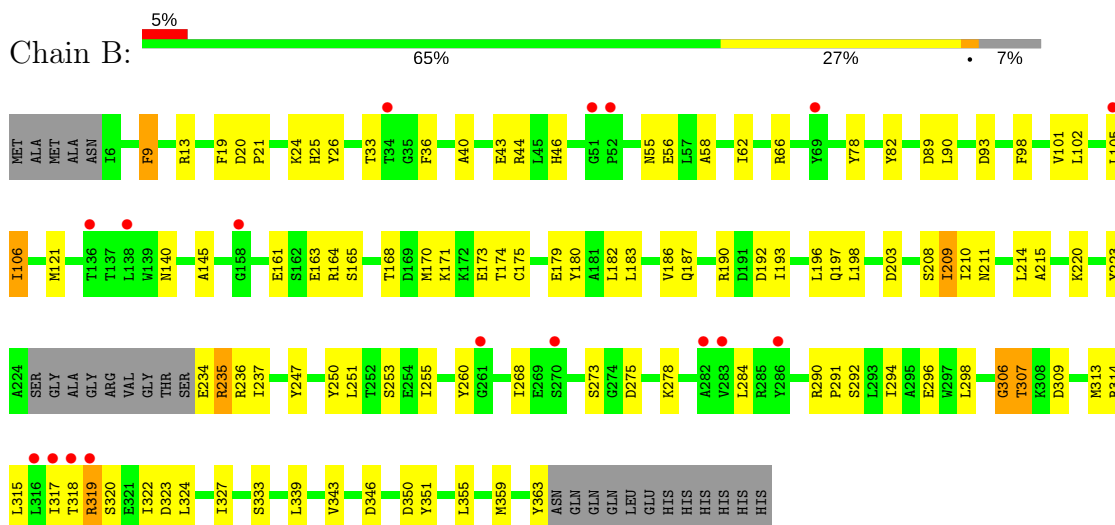 5%
Chain B:
65% 27% • 7%
MET ALA MET ALA ASN I6 F9 R13 F19 D20 P21 K24 H25 Y26 T33 T34 G35 F36 A40 E43 R44 L45 H46 G51 P52 N55 E56 L57 A58 I62 R66 Y69 Y78 Y82 D89 L90 D93 F98 V101 L102 L105
I106 M121 T136 T137 L138 W139 N140 A145 G158 E161 S162 E163 R164 S165 T168 D169 M170 K171 K172 E173 T174 C175 E179 Y180 A181 L182 L183 V186 Q187 R190 D191 D192 I193 L196 Q197 L198 D203 S208 I209 I210 N211 L214 A215 K220
A224 SER GLY ALA GLY ARG VAL GLY THR SER E234 R235 R236 I237 Y247 Y250 L251 T252 S253 E254 I255 Y260 G261 I268 E269 S270 S273 G274 D275 K278 A282 V283 L284 R285 Y286 R290 P291 S292 L293 I294 A295 E296 W297 L298 G306 T307 K308 D309 M313
L315 L316 I317 T318 R319 S320 E321 I322 D323 L324 I327 S333 L339 V343 D346 D350 Y351 L355 M359 Y363 ASN GLN GLN GLN LEU GLU HIS HIS HIS HIS HIS HIS